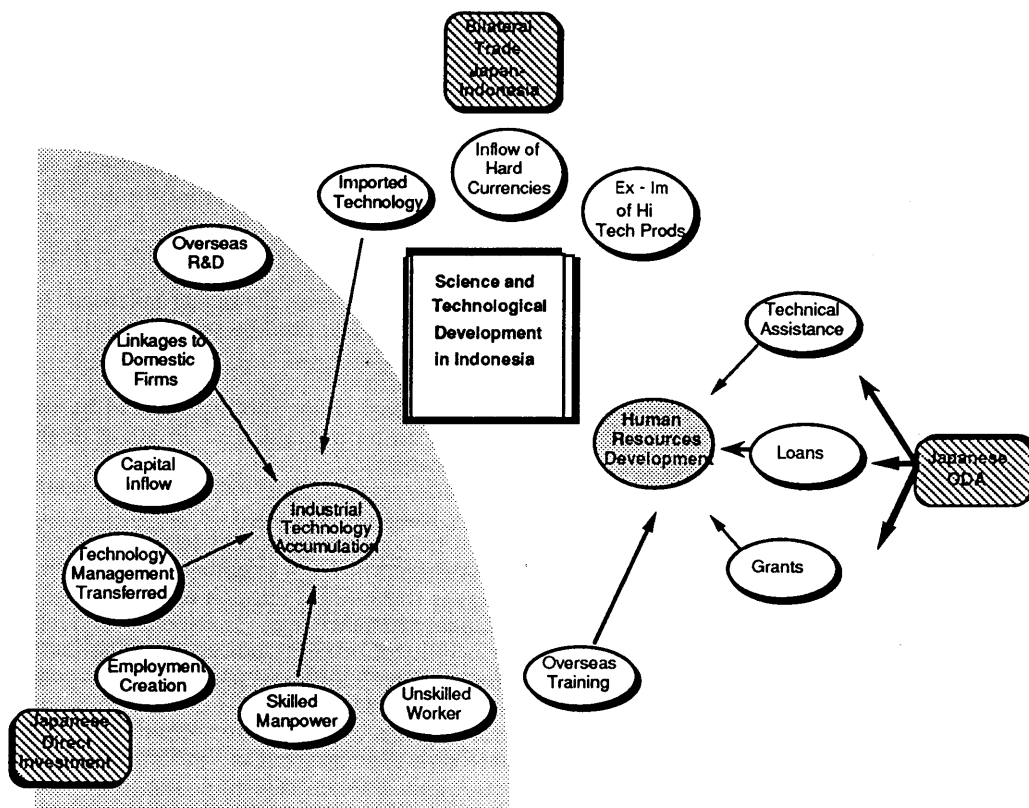 Bilateral
Trade
Japan-
Indonesia
Inflow of
Hard
Currencies
Imported
Technology
Ex - Im
of Hi
Tech Prods
Overseas
R&D
Science and
Technological
Development
in Indonesia
Technical
Assistance
Linkages to
Domestic
Firms
Human
Resources
Development
Loans
Japanese
ODA
Capital
Inflow
Industrial
Technology
Accumulation
Technology
Management
Transferred
Grants
Employment
Creation
Skilled
Manpower
Unskilled
Worker
Overseas
Training
Japanese
Direct
Investment